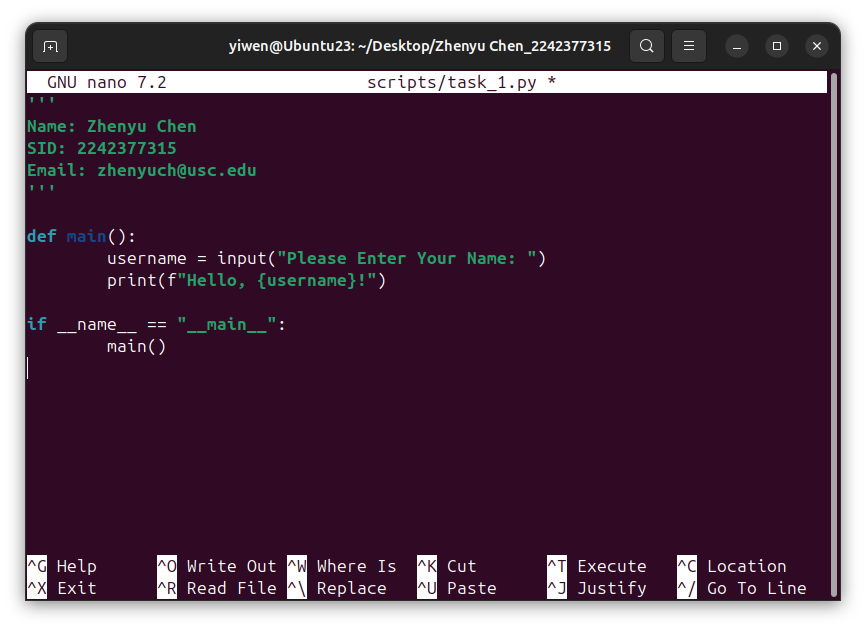 yiwen@Ubuntu23: ~/Desktop/Zhenyu Chen_2242377315
GNU nano 7.2 scripts/task_1.py *
'''
Name: Zhenyu Chen
SID: 2242377315
Email: zhenyuch@usc.edu
'''
def main():
        username = input("Please Enter Your Name: ")
        print(f"Hello, {username}!")
if __name__ == "__main__":
        main()
^G Help ^O Write Out ^W Where Is ^K Cut ^T Execute ^C Location
^X Exit ^R Read File ^\ Replace ^U Paste ^J Justify ^/ Go To Line